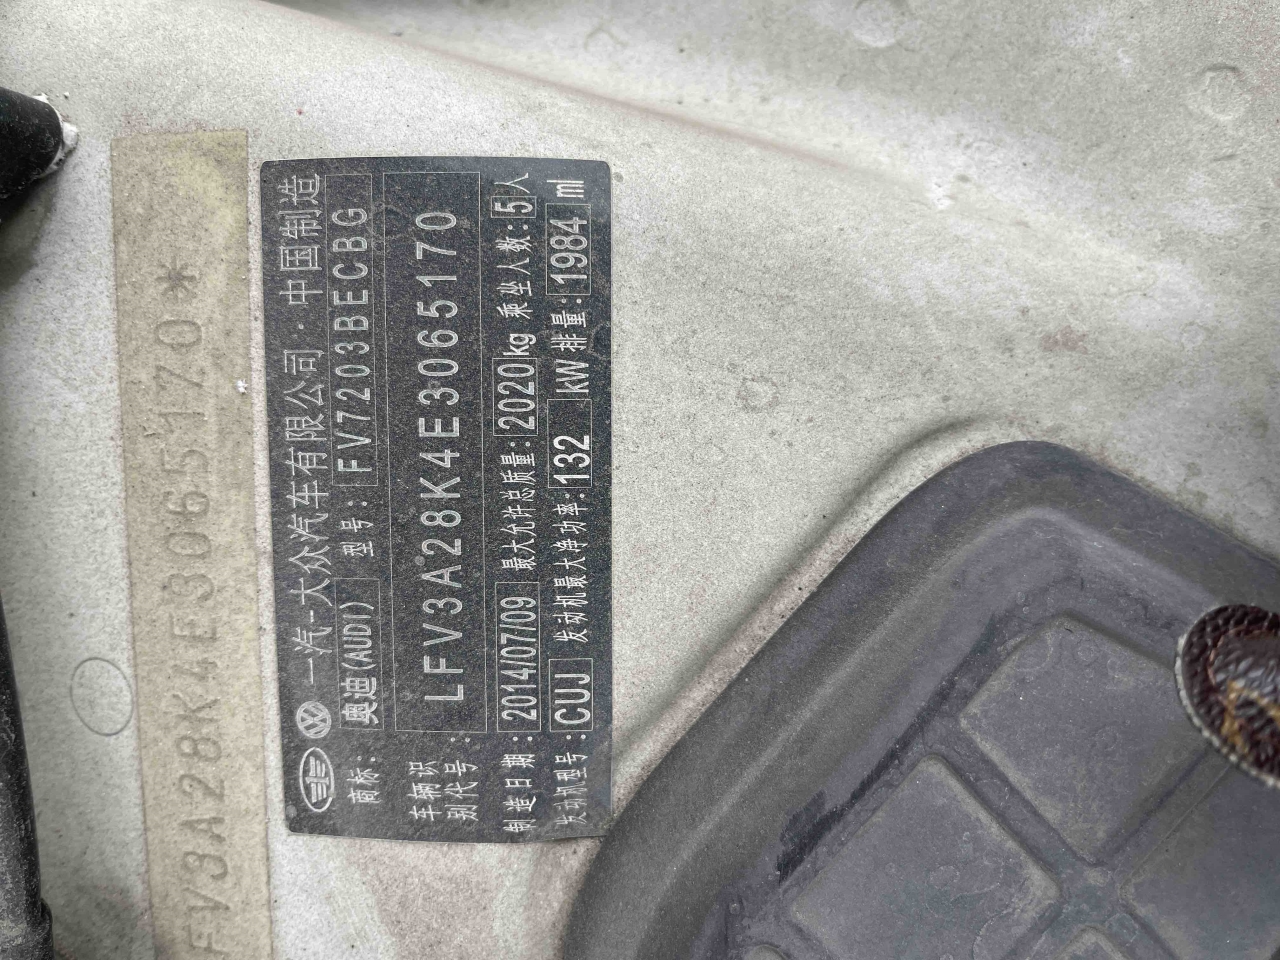 FV3A28K4E3065170*
一汽-大众汽车有限公司·中国制造
商标: 奥迪(AUDI) 型号: FV7203BECBG
车辆识别代号: LFV3A28K4E3065170
制造日期: 2014/07/09 最大允许总质量: 2020kg 乘坐人数: 5人
发动机型号: CUJ 发动机最大净功率: 132 kW 排量: 1984 ml